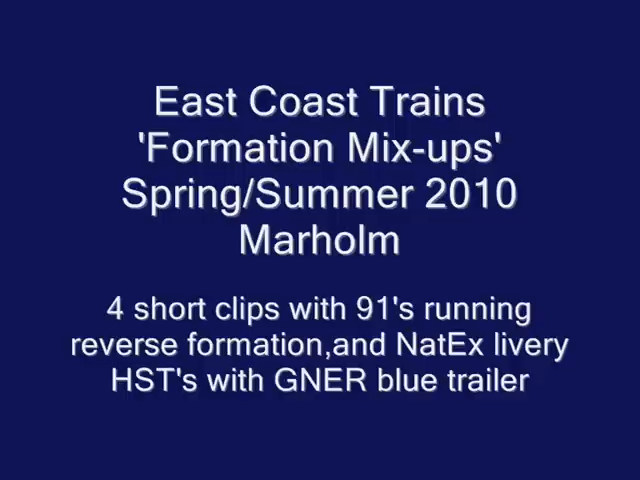 East Coast Trains
'Formation Mix-ups'
Spring/Summer 2010
Marholm
4 short clips with 91's running
reverse formation,and NatEx livery
HST's with GNER blue trailer